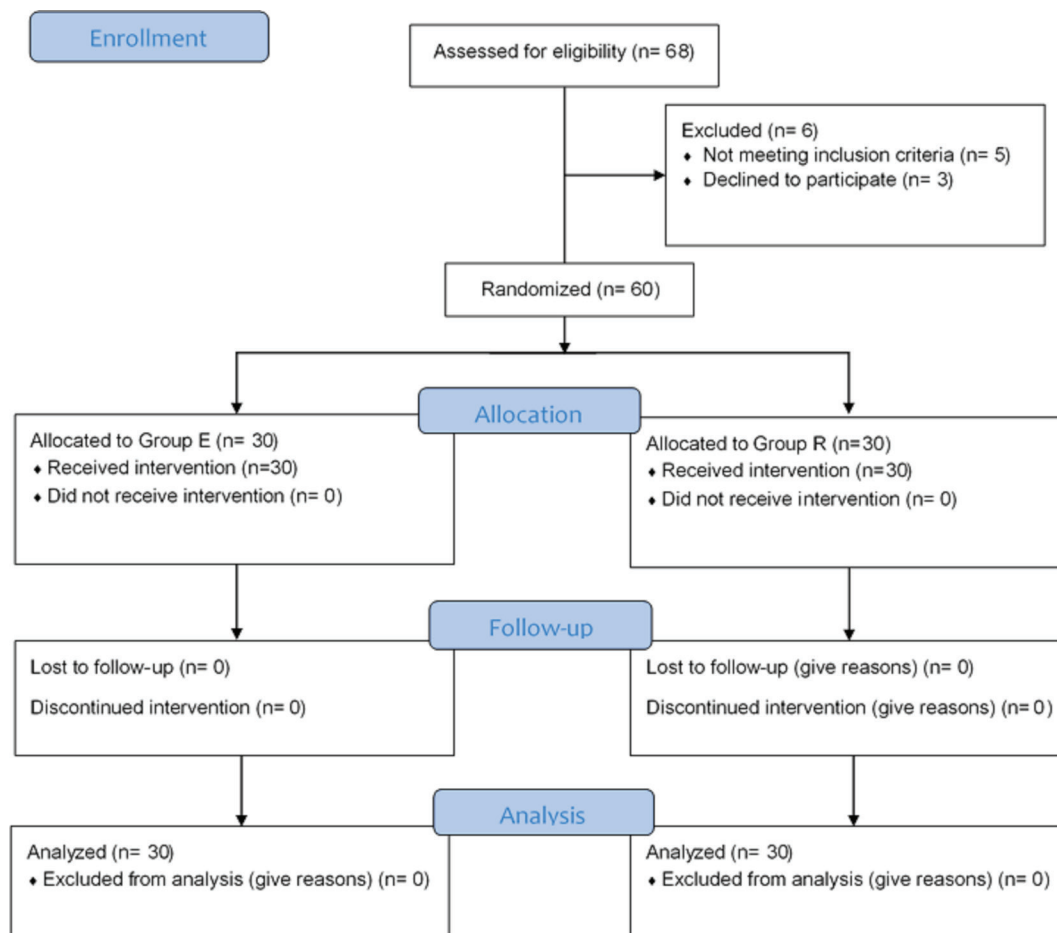 Enrollment
Assessed for eligibility (n= 68)
Excluded (n= 6)
♦ Not meeting inclusion criteria (n= 5)
♦ Declined to participate (n= 3)
Randomized (n= 60)
Allocation
Allocated to Group E (n= 30)
♦ Received intervention (n=30)
♦ Did not receive intervention (n= 0)
Allocated to Group R (n=30)
♦ Received intervention (n=30)
♦ Did not receive intervention (n= 0)
Follow-up
Lost to follow-up (n= 0)
Discontinued intervention (n= 0)
Lost to follow-up (give reasons) (n= 0)
Discontinued intervention (give reasons) (n= 0)
Analysis
Analyzed (n= 30)
♦ Excluded from analysis (give reasons) (n= 0)
Analyzed (n= 30)
♦ Excluded from analysis (give reasons) (n= 0)